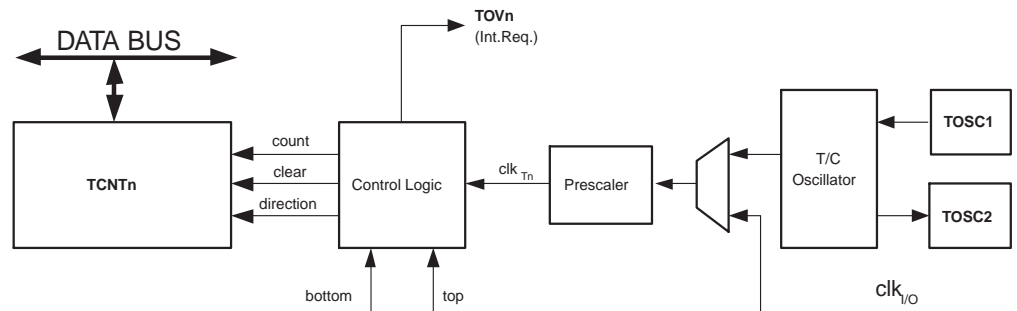 TOVn
(Int.Req.)
DATA BUS
TCNTn
count
clear
direction
Control Logic
clk Tn
Prescaler
T/C
Oscillator
TOSC1
TOSC2
bottom
top
clk I/O